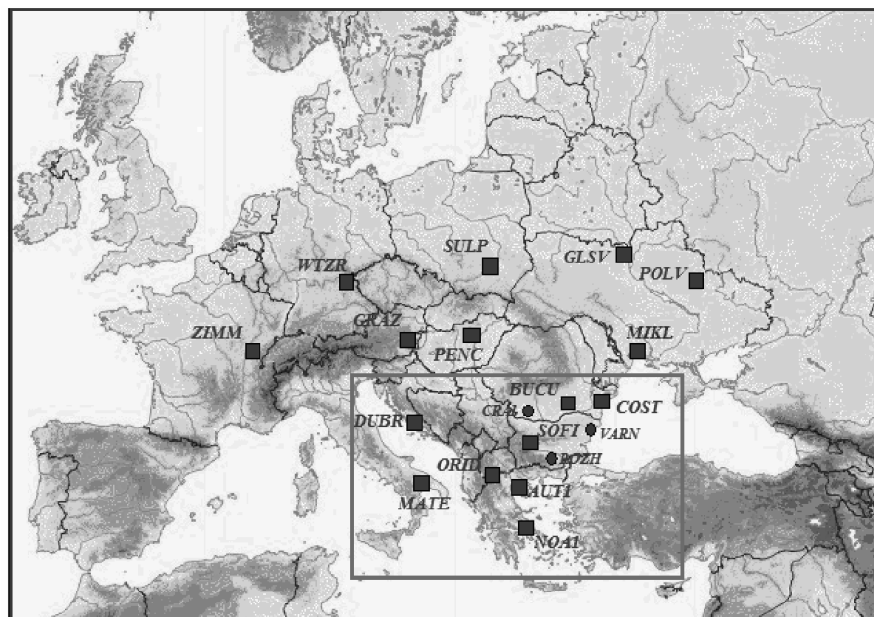 SULP
GLSV
WTZR
POLV
GRAZ
ZIMM
MIKL
PENC
BUCU
CRAI
COST
DUBR
SOFI
VARN
ORID
ROZH
MATE
AUT1
NOA1